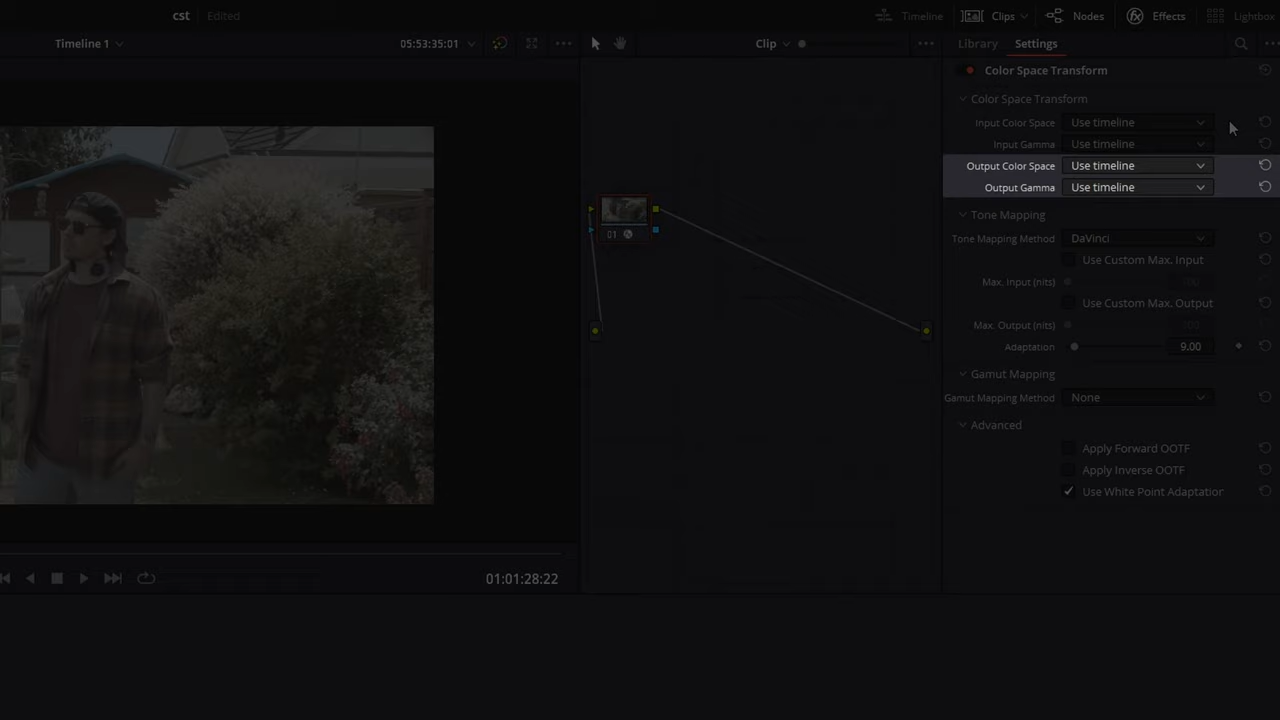 cst Edited Timeline Clips Nodes Effects Lightbox
Timeline 1 05:53:35:01 Clip Library Settings
Color Space Transform
Color Space Transform
Input Color Space Use timeline
Input Gamma Use timeline
Output Color Space Use timeline
Output Gamma Use timeline
01
Tone Mapping
Tone Mapping Method DaVinci
Use Custom Max. Input
Max. Input (nits)
Use Custom Max. Output
Max. Output (nits)
Adaptation 9.00
Gamut Mapping
Gamut Mapping Method None
Advanced
Apply Forward OOTF
Apply Inverse OOTF
Use White Point Adaptation
01:01:28:22